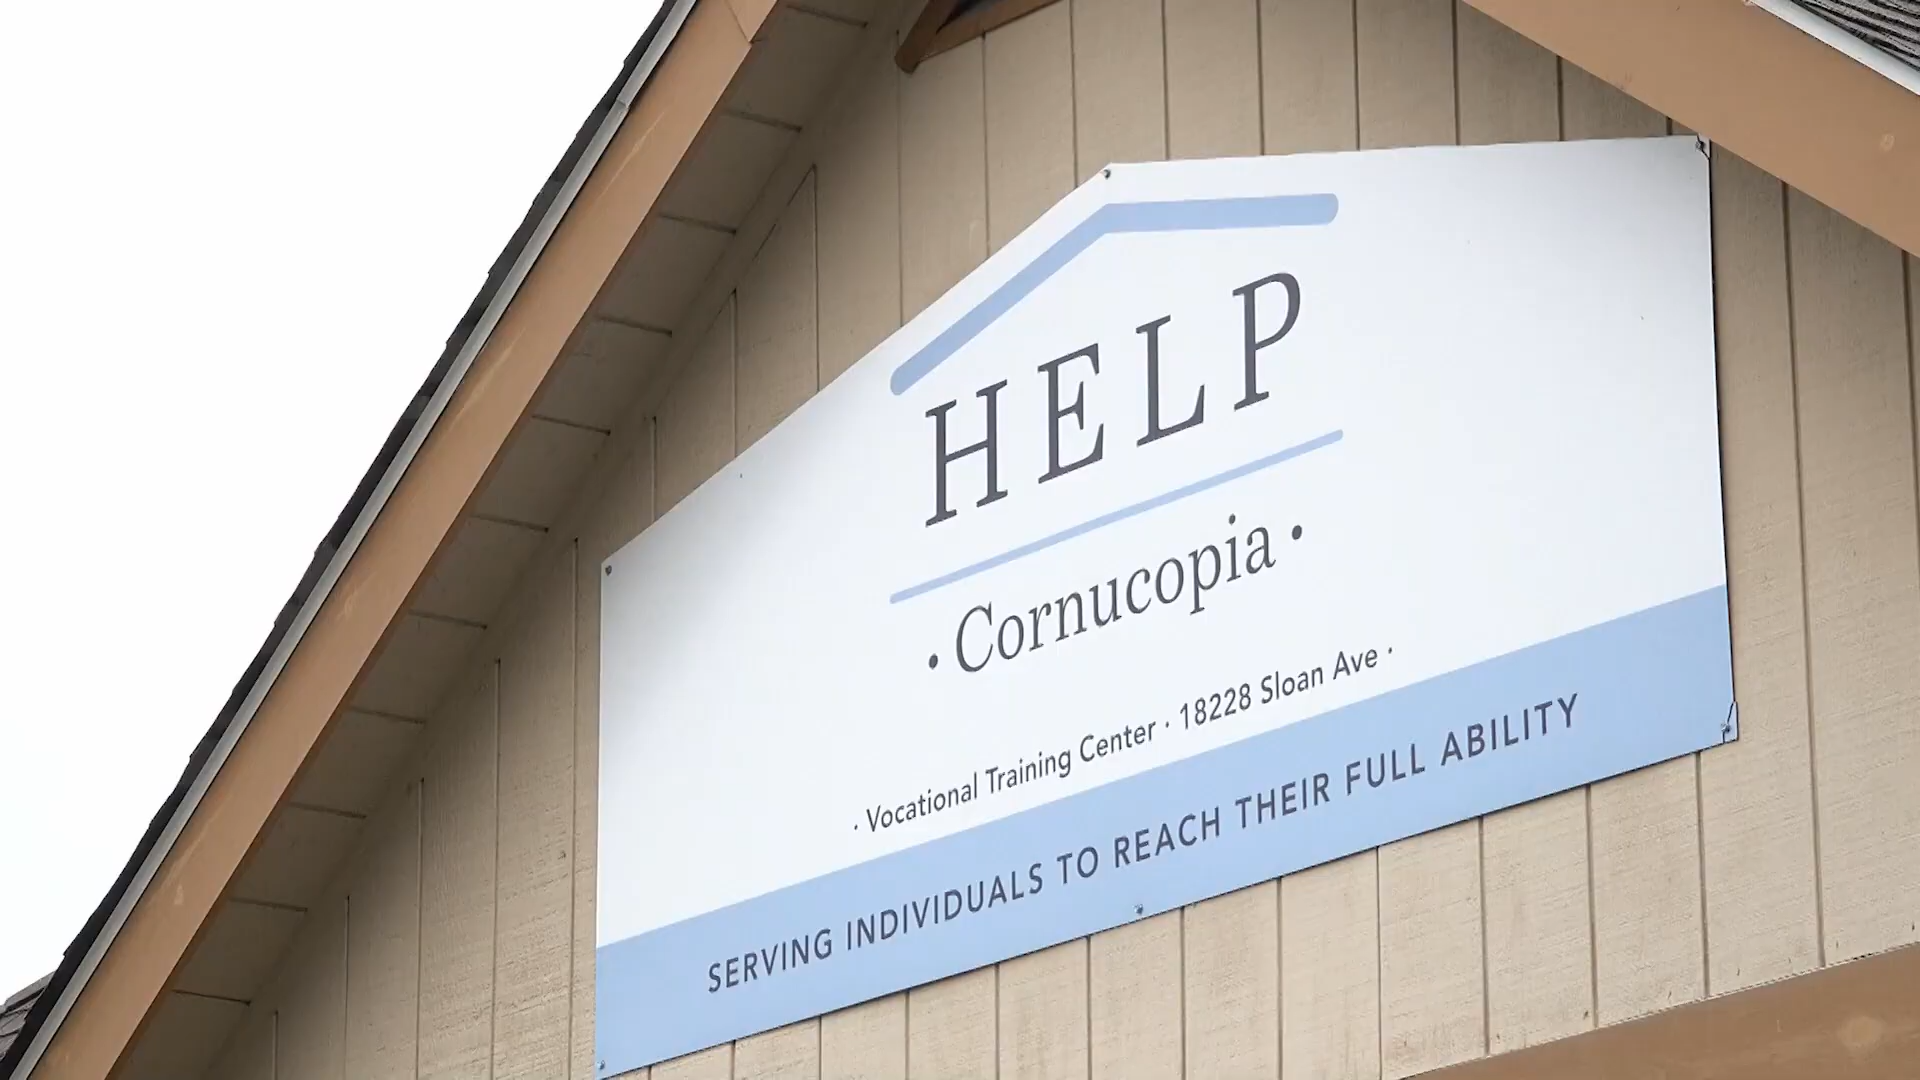 HELP
· Cornucopia ·
· Vocational Training Center · 18228 Sloan Ave ·
SERVING INDIVIDUALS TO REACH THEIR FULL ABILITY